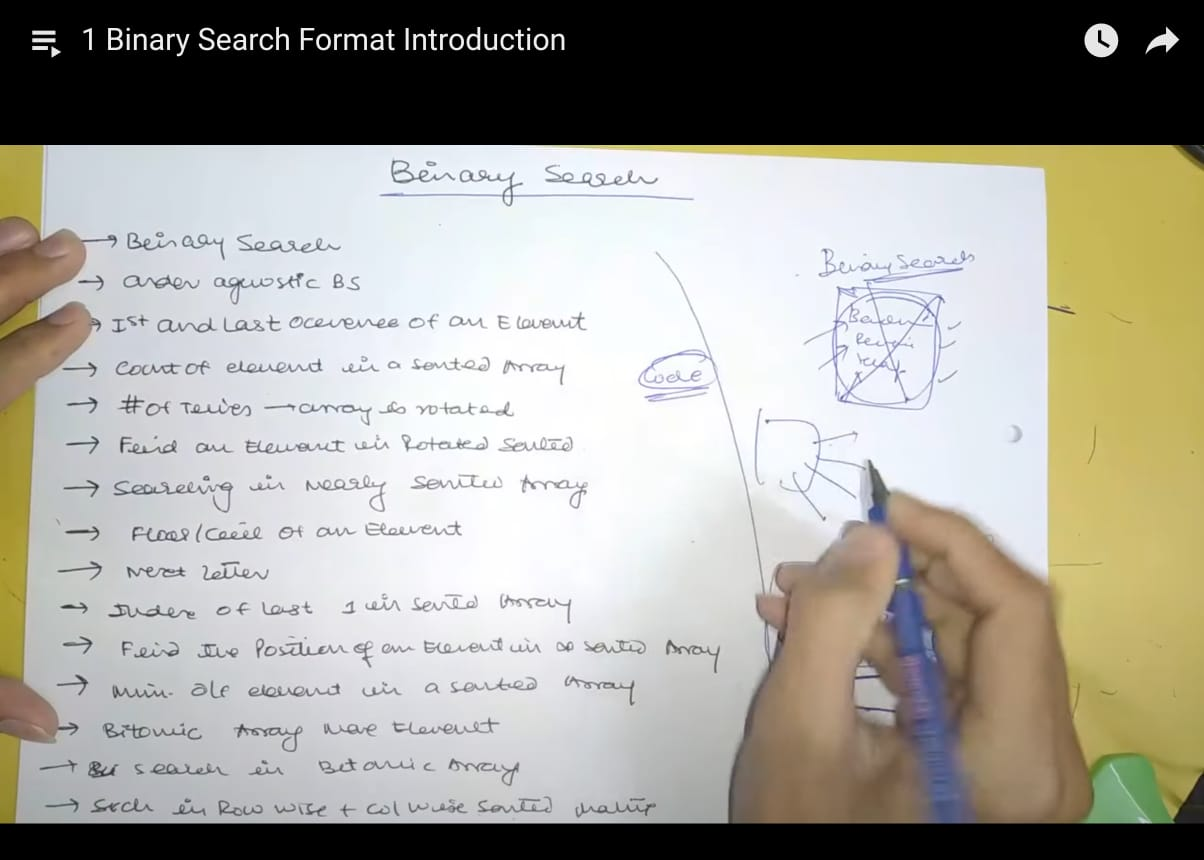 1 Binary Search Format Introduction
Binary Search
→ Binary Search
→ order agnostic BS
→ Ist and Last Occurence of an Element
→ Count of element in a sorted Array
→ # of Times → array is rotated
→ Find an Element in Rotated Sorted
→ Searching in Nearly Sorted Array
→ Floor/Ceil Of an Element
→ Next letter
→ Index of last 1 in sorted Array
→ Find the Position of an Element in ∞ sorted Array
→ Min. Diff element in a sorted Array
→ Bitonic Array Max Element
→ search in Bitonic Array
→ Srch in Row wise + col wise sorted matrix
Code
Binary Search